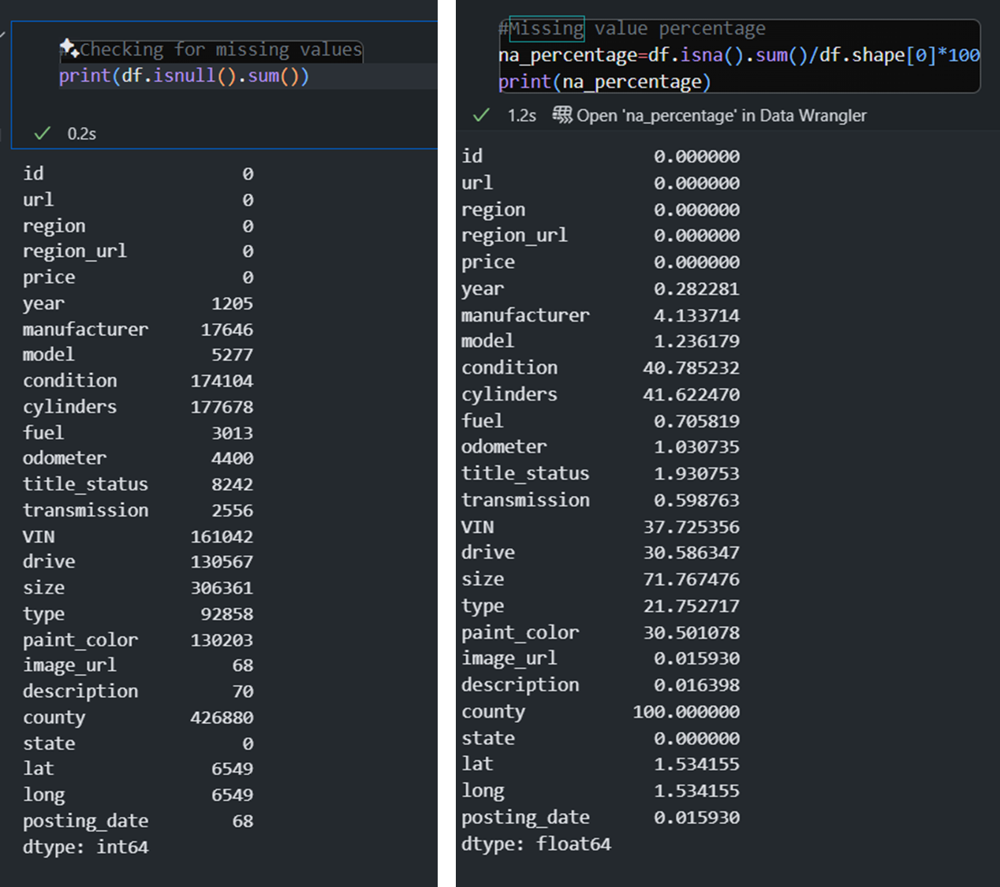 #Checking for missing values
print(df.isnull().sum())
0.2s
id 0
url 0
region 0
region_url 0
price 0
year 1205
manufacturer 17646
model 5277
condition 174104
cylinders 177678
fuel 3013
odometer 4400
title_status 8242
transmission 2556
VIN 161042
drive 130567
size 306361
type 92858
paint_color 130203
image_url 68
description 70
county 426880
state 0
lat 6549
long 6549
posting_date 68
dtype: int64
#Missing value percentage
na_percentage=df.isna().sum()/df.shape[0]*100
print(na_percentage)
1.2s Open 'na_percentage' in Data Wrangler
id 0.000000
url 0.000000
region 0.000000
region_url 0.000000
price 0.000000
year 0.282281
manufacturer 4.133714
model 1.236179
condition 40.785232
cylinders 41.622470
fuel 0.705819
odometer 1.030735
title_status 1.930753
transmission 0.598763
VIN 37.725356
drive 30.586347
size 71.767476
type 21.752717
paint_color 30.501078
image_url 0.015930
description 0.016398
county 100.000000
state 0.000000
lat 1.534155
long 1.534155
posting_date 0.015930
dtype: float64